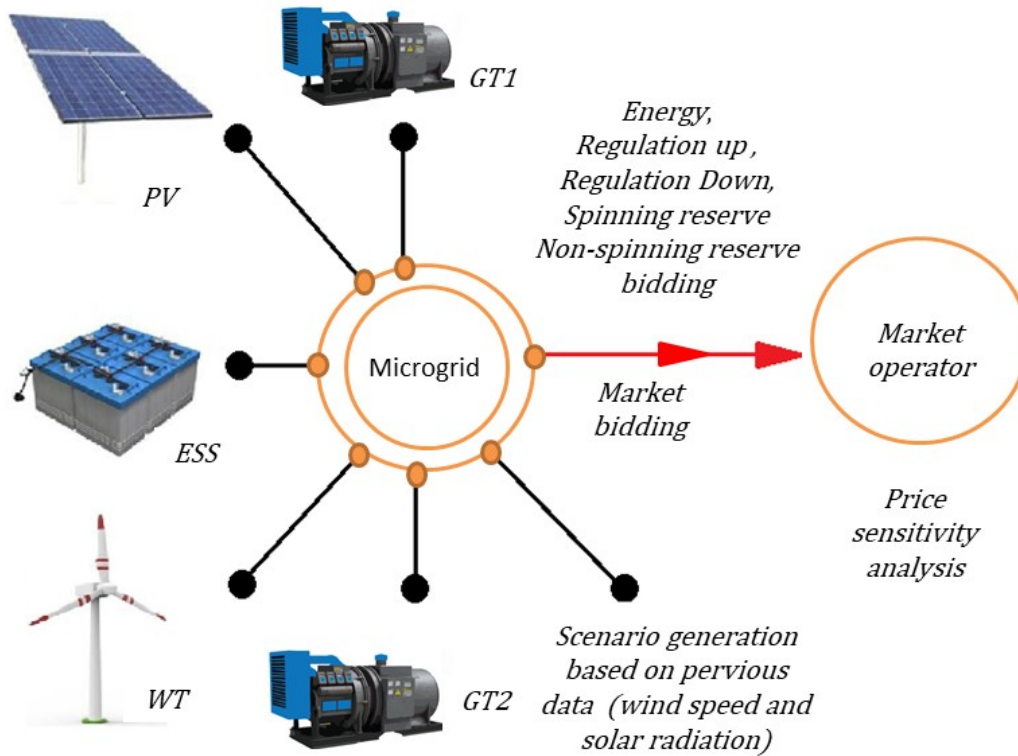 GT1
PV
Energy,
Regulation up ,
Regulation Down,
Spinning reserve
Non-spinning reserve
bidding
Microgrid
Market
operator
Market
bidding
ESS
Price
sensitivity
analysis
WT
GT2
Scenario generation
based on pervious
data (wind speed and
solar radiation)